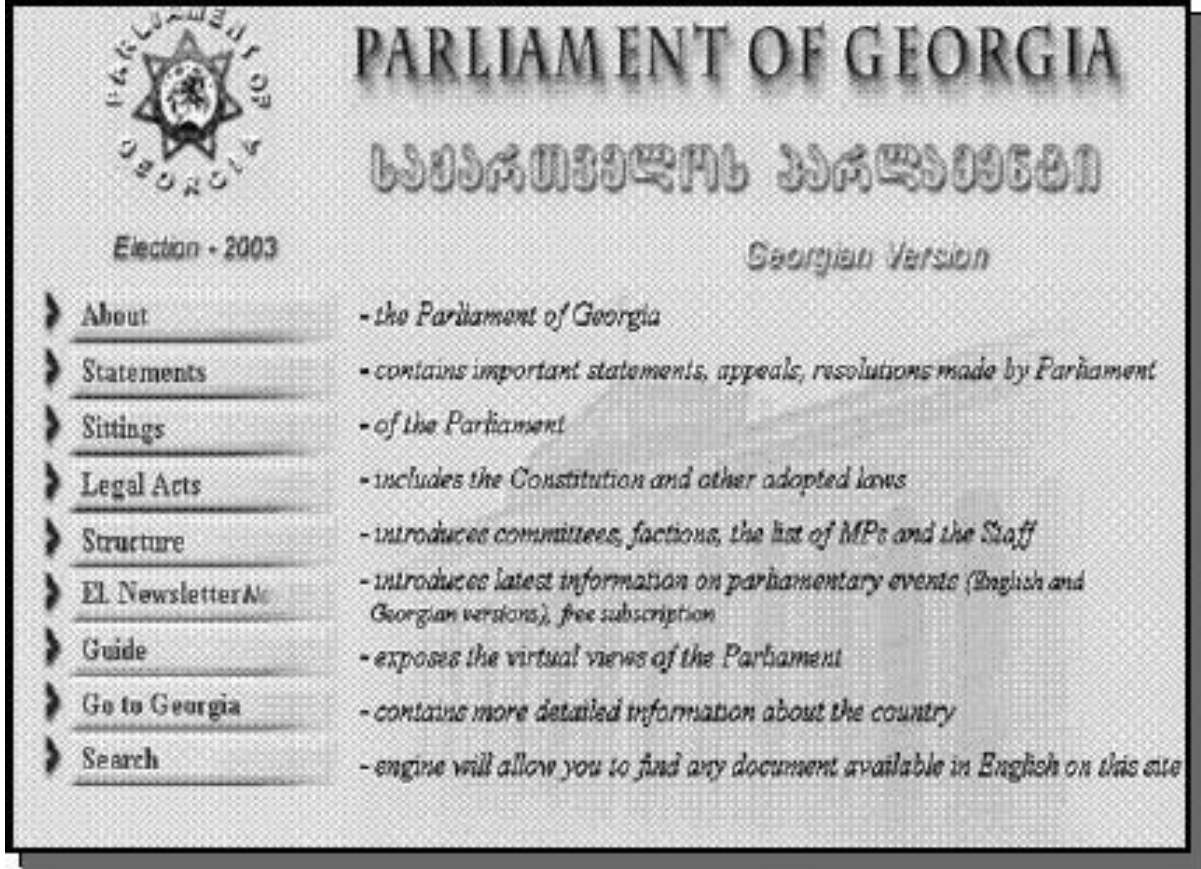 PARLIAMENT OF GEORGIA
PARLIAMENT OF GEORGIA
საქართველოს პარლამენტი
Election - 2003
Georgian Version
About - the Parliament of Georgia
Statements - contains important statements, appeals, resolutions made by Parliament
Sittings - of the Parliament
Legal Acts - includes the Constitution and other adopted laws
Structure - introduces committees, factions, the list of MPs and the Staff
El. Newsletter - introduces latest information on parliamentary events (English and
Georgian versions), free subscription
Guide - exposes the virtual views of the Parliament
Go to Georgia - contains more detailed information about the country
Search - engine will allow you to find any document available in English on this site